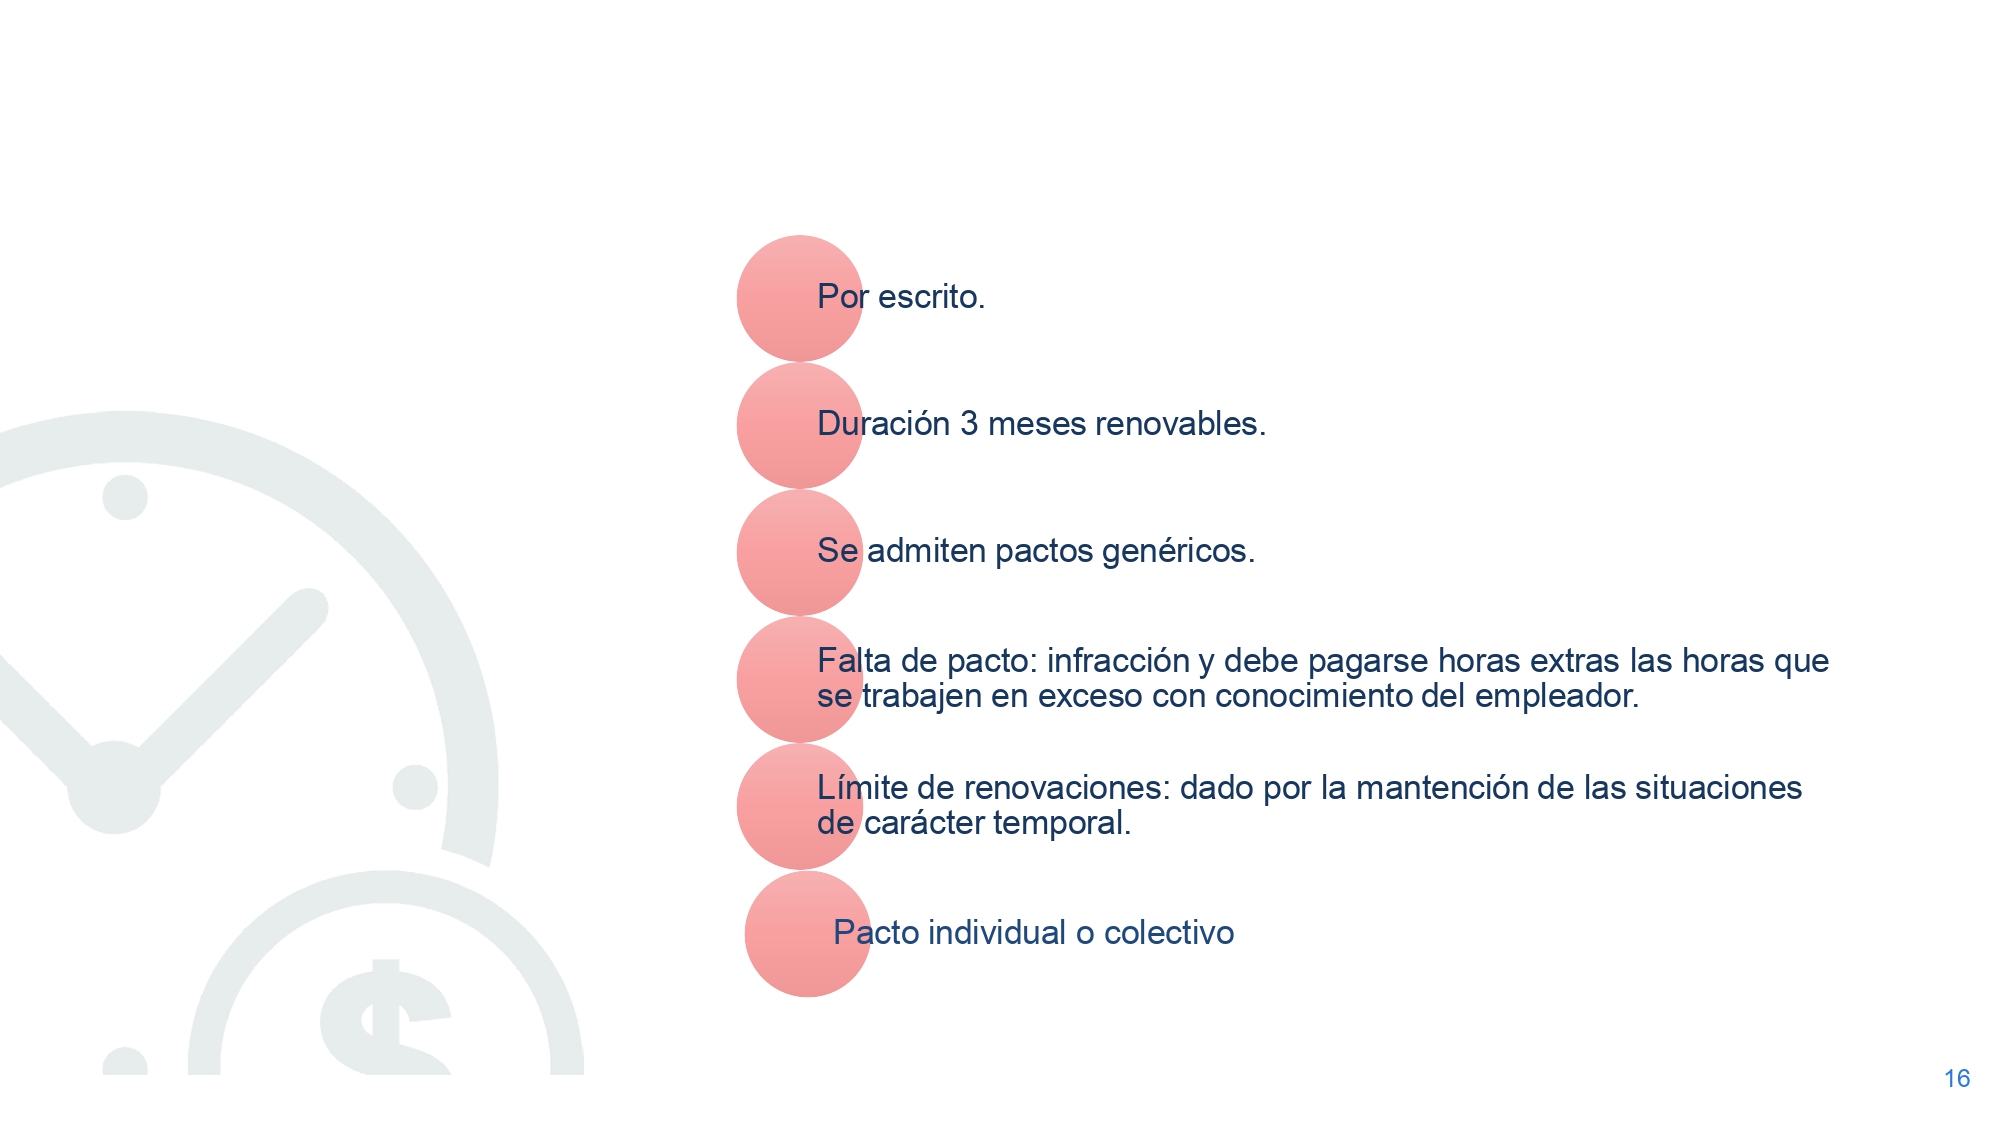 Por escrito.
Duración 3 meses renovables.
Se admiten pactos genéricos.
Falta de pacto: infracción y debe pagarse horas extras las horas que
se trabajen en exceso con conocimiento del empleador.
Límite de renovaciones: dado por la mantención de las situaciones
de carácter temporal.
Pacto individual o colectivo
$
16